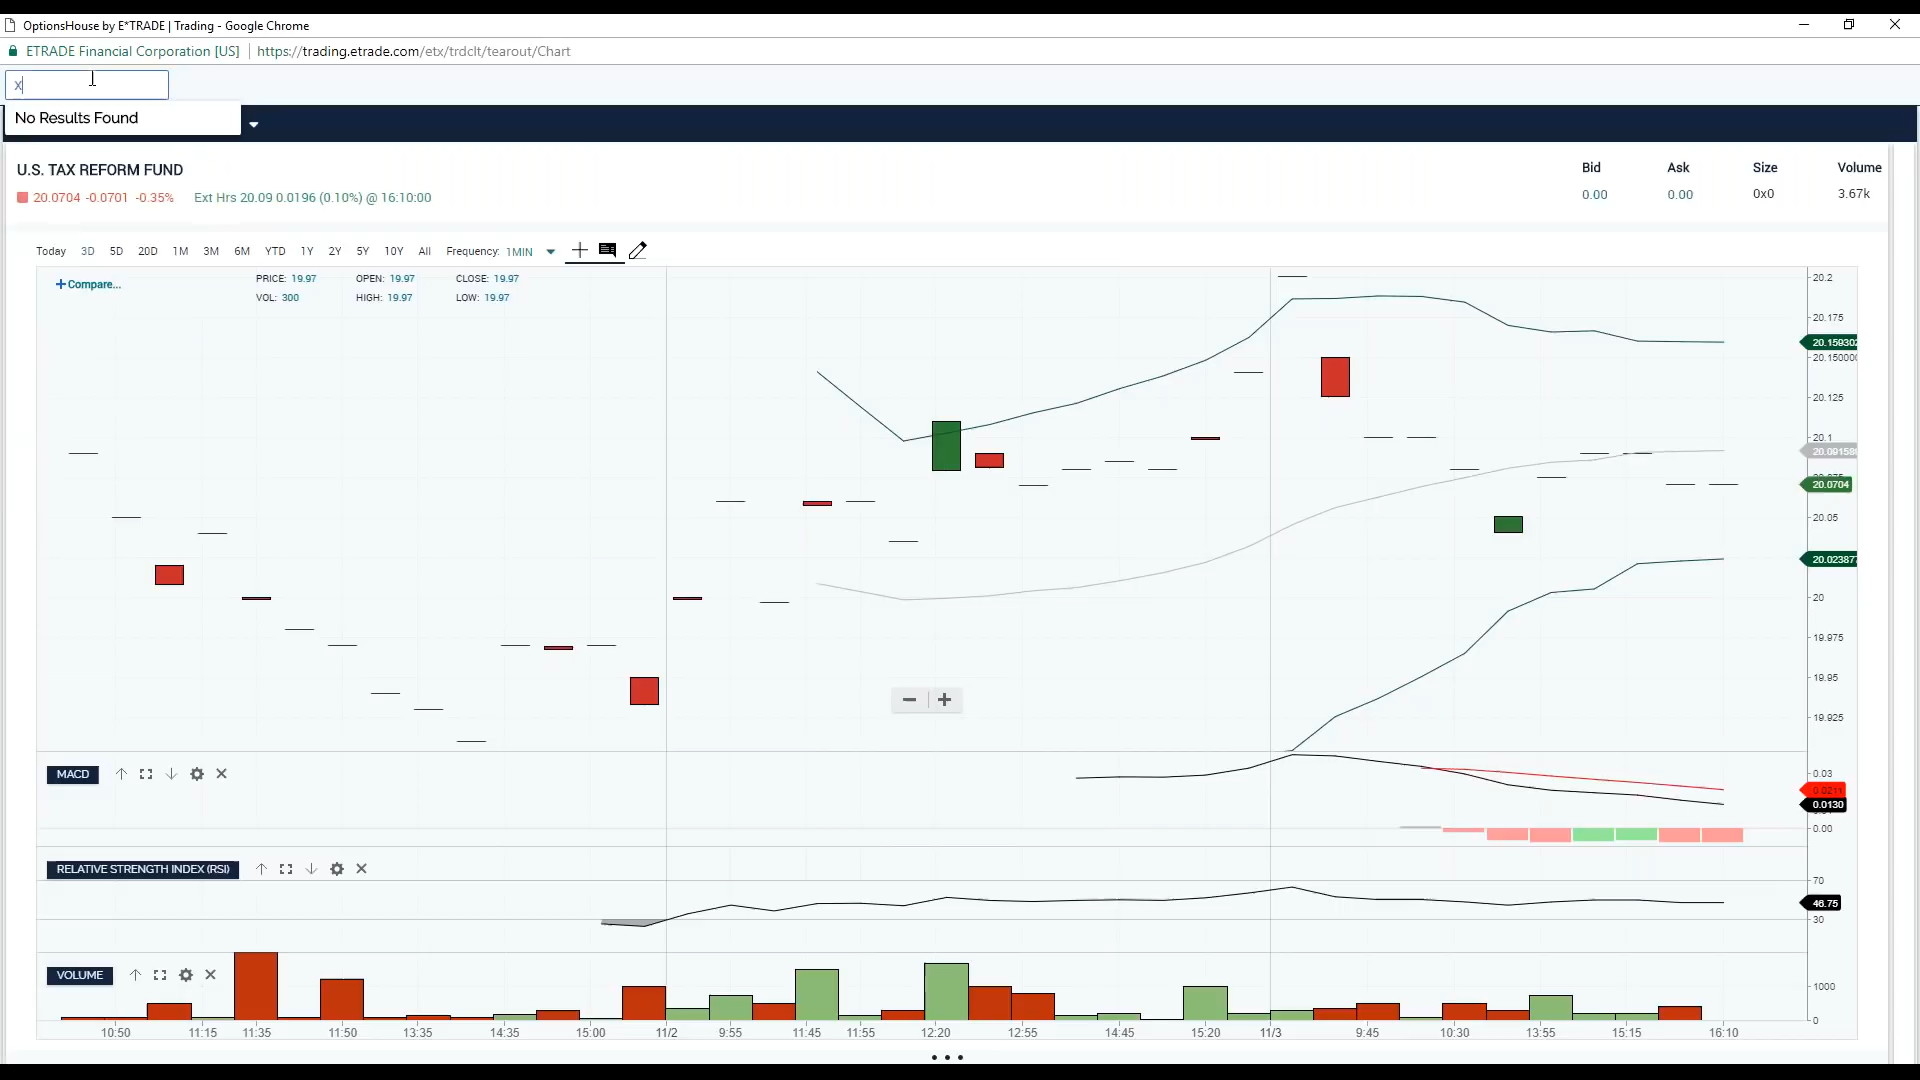 OptionsHouse by E*TRADE | Trading - Google Chrome
ETRADE Financial Corporation [US] | https://trading.etrade.com/etx/trdclt/tearout/Chart
x
No Results Found
U.S. TAX REFORM FUND
Bid Ask Size Volume
20.0704 -0.0701 -0.35% Ext Hrs 20.09 0.0196 (0.10%) @ 16:10:00
0.00 0.00 0x0 3.67k
Today 3D 5D 20D 1M 3M 6M YTD 1Y 2Y 5Y 10Y All Frequency: 1MIN
+Compare...
PRICE: 19.97 OPEN: 19.97 CLOSE: 19.97
VOL: 300 HIGH: 19.97 LOW: 19.97
20.2
20.175
20.159302
20.15000
20.125
20.1
20.09158
20.0704
20.05
20.02387
20
19.975
19.95
19.925
MACD
0.03
0.0211
0.0130
0.00
RELATIVE STRENGTH INDEX (RSI)
70
46.75
30
VOLUME
1000
0
10:50 11:15 11:35 11:50 13:35 14:35 15:00 11/2 9:55 11:45 11:55 12:20 12:55 14:45 15:20 11/3 9:45 10:30 13:55 15:15 16:10